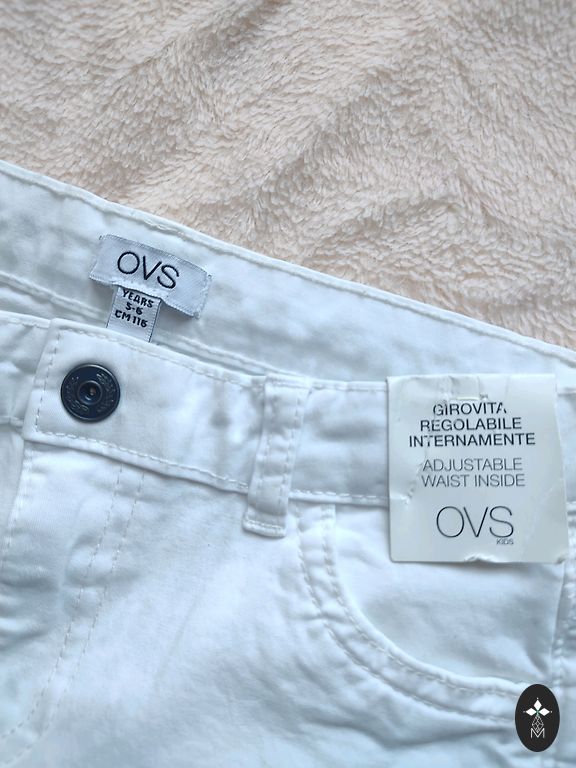 OVS
YEARS
5-6
CM 116
GIROVITA
REGOLABILE
INTERNAMENTE
ADJUSTABLE
WAIST INSIDE
OVS
KIDS
M